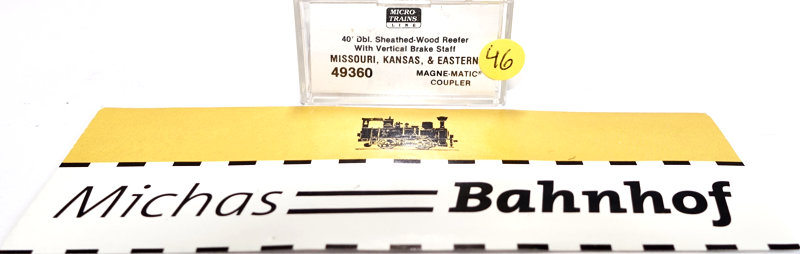 MICRO-
TRAINS
LINE
40' Dbl. Sheathed-Wood Reefer
With Vertical Brake Staff
MISSOURI, KANSAS, & EASTERN
49360 MAGNE-MATIC®
COUPLER
46
Michas Bahnhof